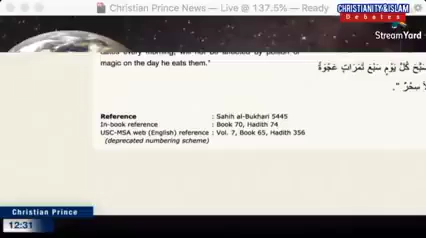 Christian Prince News — Live @ 137.5% — Ready
CHRISTIANITY & ISLAM
Debates
StreamYard
dates every morning, will not be affected by poison or
magic on the day he eats them.'
كُلَّ يَوْمٍ سَبْعَ تَمَرَاتٍ عَجْوَةً
سِحْرٌ ‏"‏‏.‏
Reference : Sahih al-Bukhari 5445
In-book reference : Book 70, Hadith 74
USC-MSA web (English) reference : Vol. 7, Book 65, Hadith 356
(deprecated numbering scheme)
Christian Prince
12:31